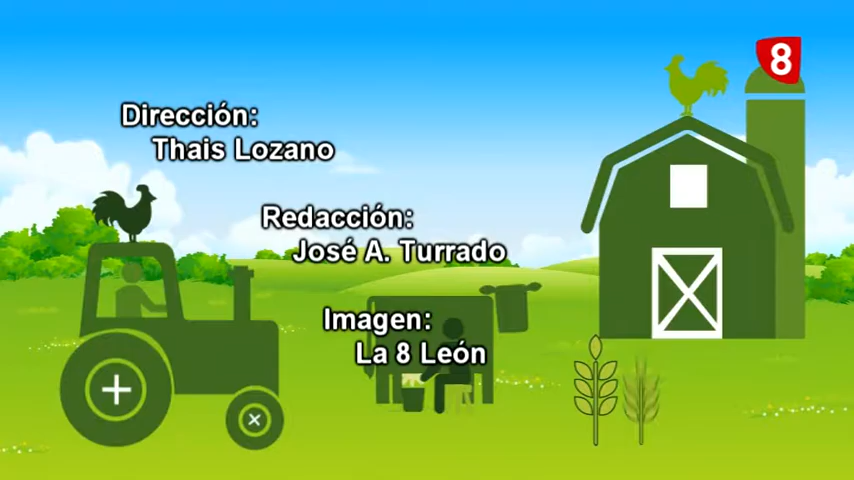 8
Dirección:
Thais Lozano
Redacción:
José A. Turrado
Imagen:
La 8 León